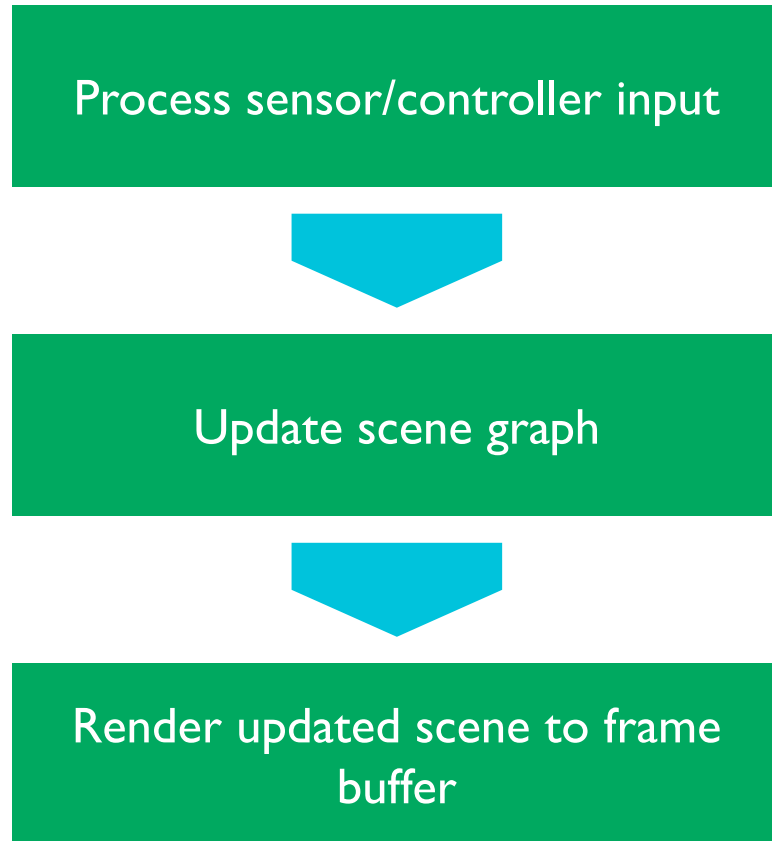 Process sensor/controller input
Update scene graph
Render updated scene to frame
buffer